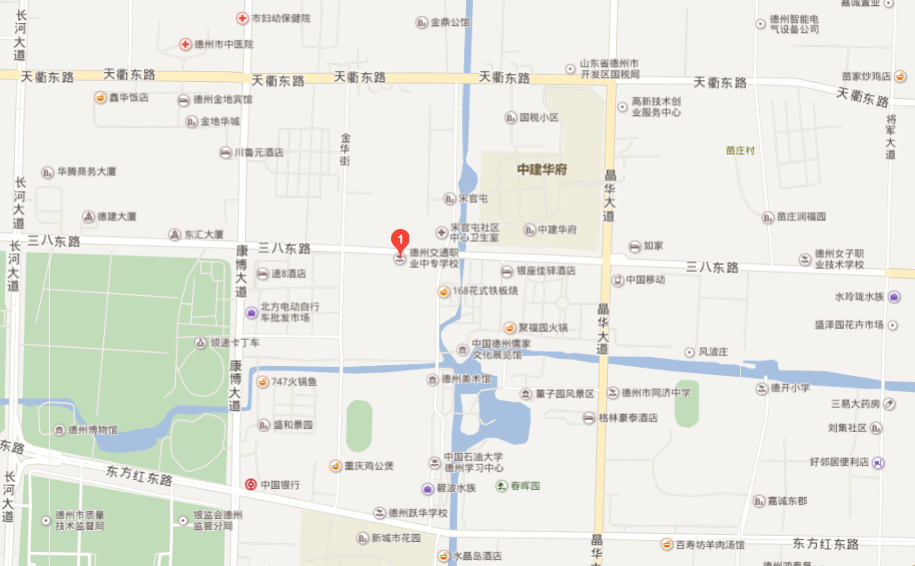 嘉诚置业
长河大道
市妇幼保健院
金鼎公馆
德州智能电
气设备公司
德州市中医院
山东省德州市
开发区国税局
天衢东路
天衢东路
天衢东路
天衢东路
天衢东路
苗家炒鸡店
天衢东路
鑫华饭店
德州金地宾馆
金地华城
国税小区
高新技术创
业服务中心
将军大道
金华街
川鲁元酒店
苗庄村
华腾商务大厦
中建华府
晶华大道
长河大道
宋官屯
德建大厦
苗庄润福园
东汇大厦
宋官屯社区
中心卫生室
中建华府
三八东路
三八东路
1
如家
长河大道
康博大道
德州交通职
业中专学校
德州女子职
业技术学校
三八东路
速8酒店
银座佳驿酒店
中国移动
168花式铁板烧
水玲珑水族
北方电动自行
车批发市场
晶华大道
聚福园火锅
盛泽园花卉市场
领速卡丁车
中国德州儒家
文化展览馆
风波庄
康博大道
747火锅鱼
德州美术馆
董子园风景区
德州市同济中学
德开小学
三易大药房
格林豪泰酒店
德州博物馆
盛和景园
刘集社区
东路
重庆鸡公煲
中国石油大学
德州学习中心
好邻居便利店
东方红东路
长河大道
中国银行
碧波水族
春晖园
嘉诚东郡
德州市质量
技术监督局
银监会德州
监管分局
德州跃华学校
新城市花园
晶华大道
百寿坊羊肉汤馆
东方红东路
水晶岛酒店